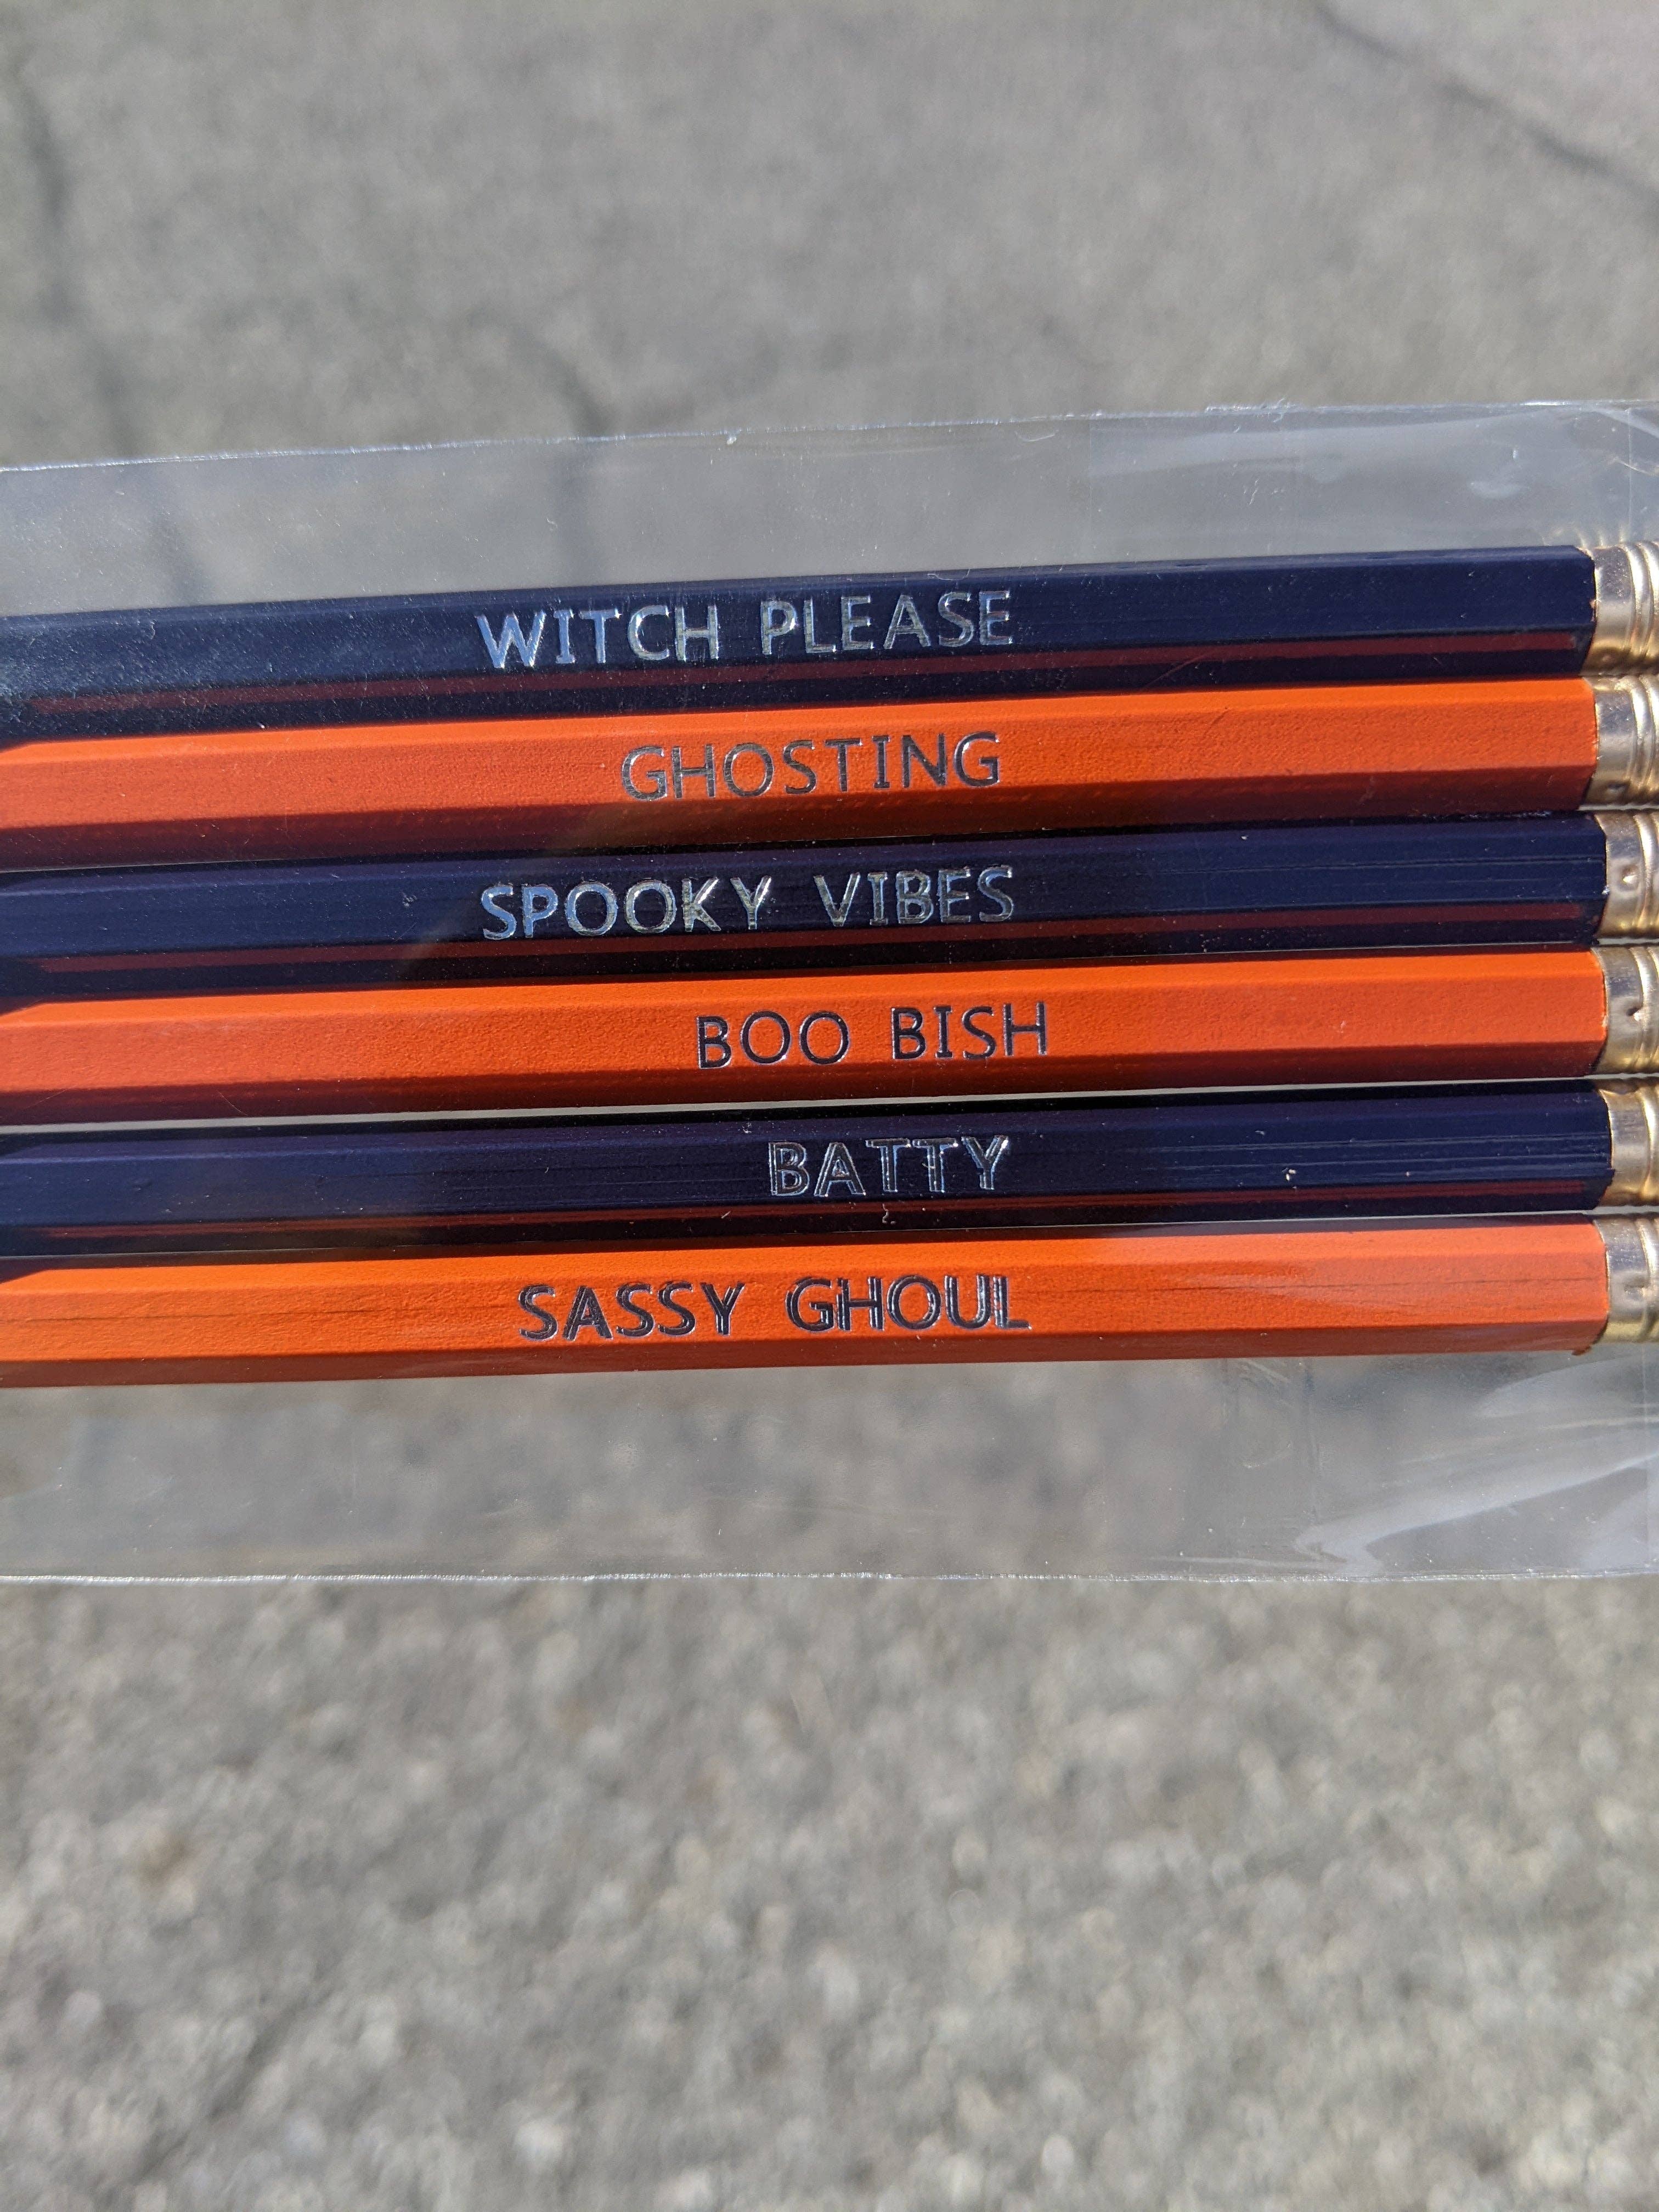 WITCH PLEASE
GHOSTING
SPOOKY VIBES
BOO BISH
BATTY
SASSY GHOUL